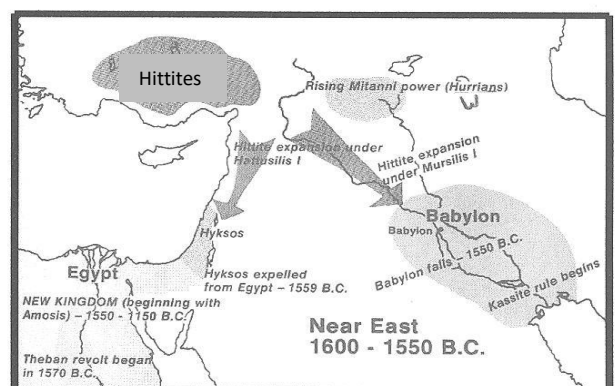 Hittites
Rising Mitanni power (Hurrians)
Hittite expansion under
Hattusilis I
Hittite expansion
under Mursilis I
Babylon
Babylon
Babylon falls – 1550 B.C.
Kassite rule begins
Hyksos
Hyksos expelled
from Egypt – 1559 B.C.
Egypt
NEW KINGDOM (beginning with
Amosis) – 1550 - 1150 B.C.
Theban revolt began
in 1570 B.C.
Near East
1600 - 1550 B.C.